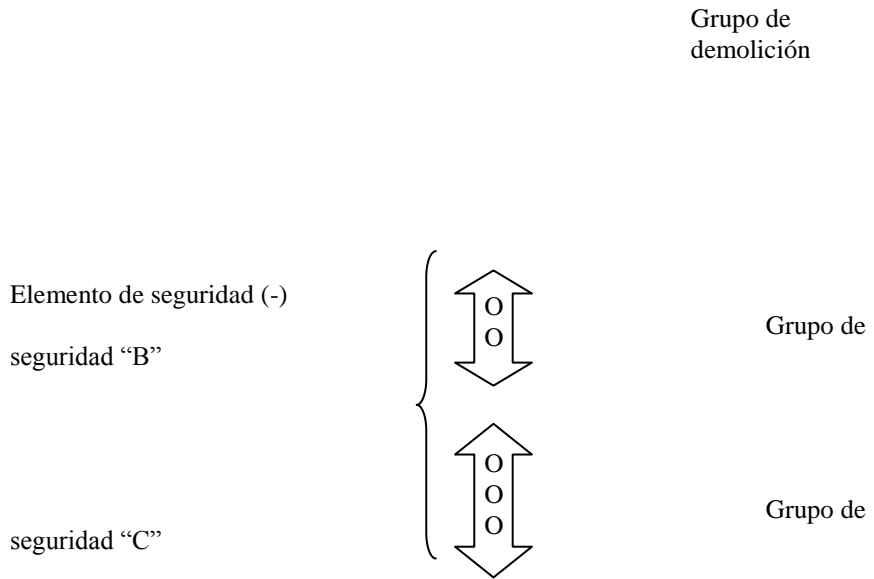 Grupo de
demolición
Elemento de seguridad (-)
O
O
Grupo de
seguridad “B”
O
O
O
Grupo de
seguridad “C”